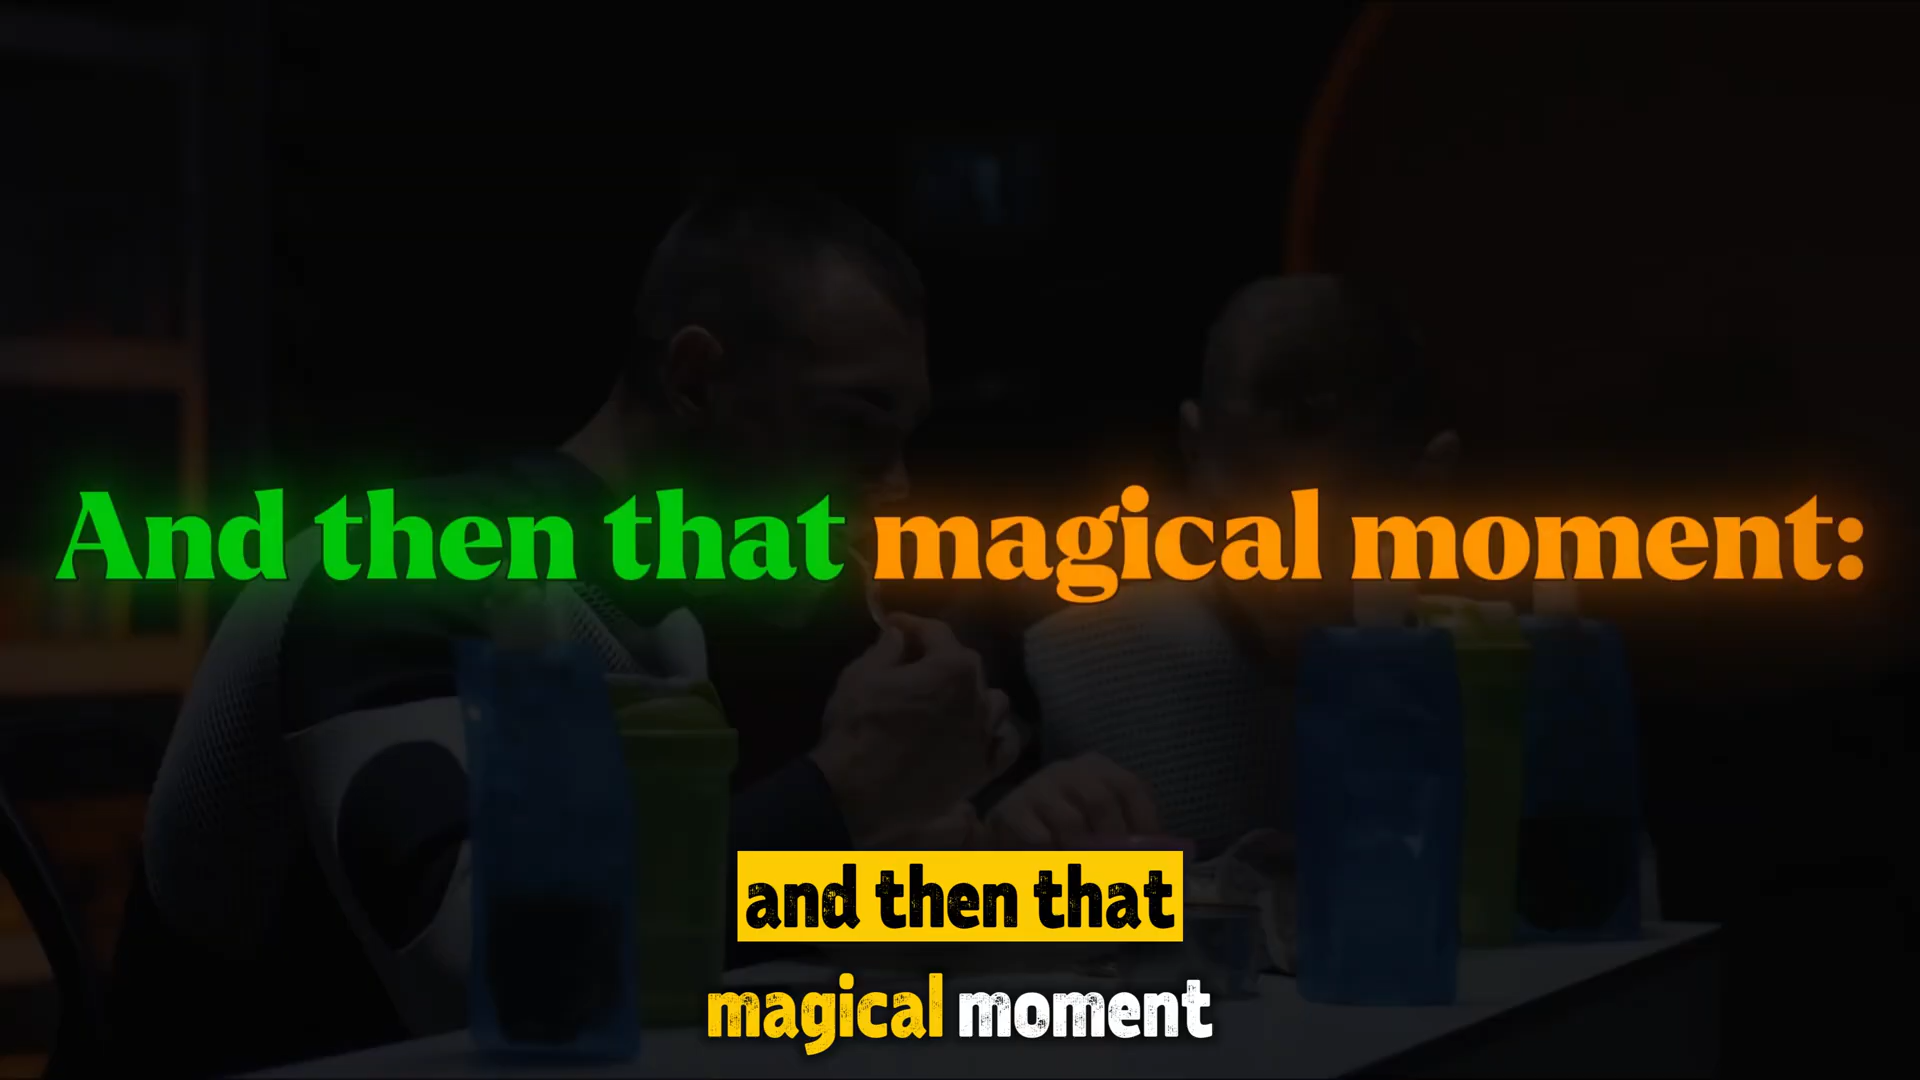 And then that magical moment:
and then that
magical moment